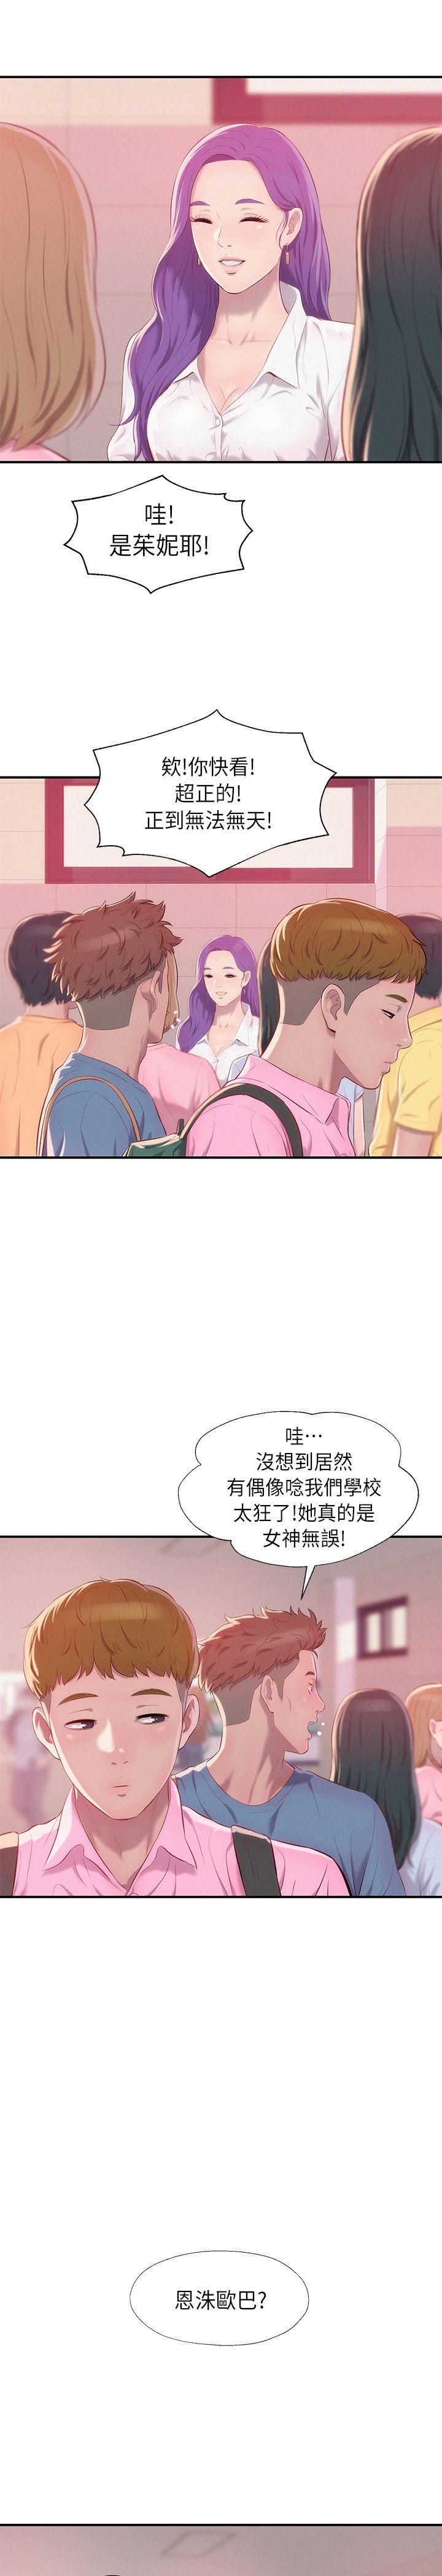 哇!
是茱妮耶!
欸!你快看!
超正的!
正到無法無天!
哇…
沒想到居然
有偶像唸我們學校
太狂了!她真的是
女神無誤!
恩洙歐巴?